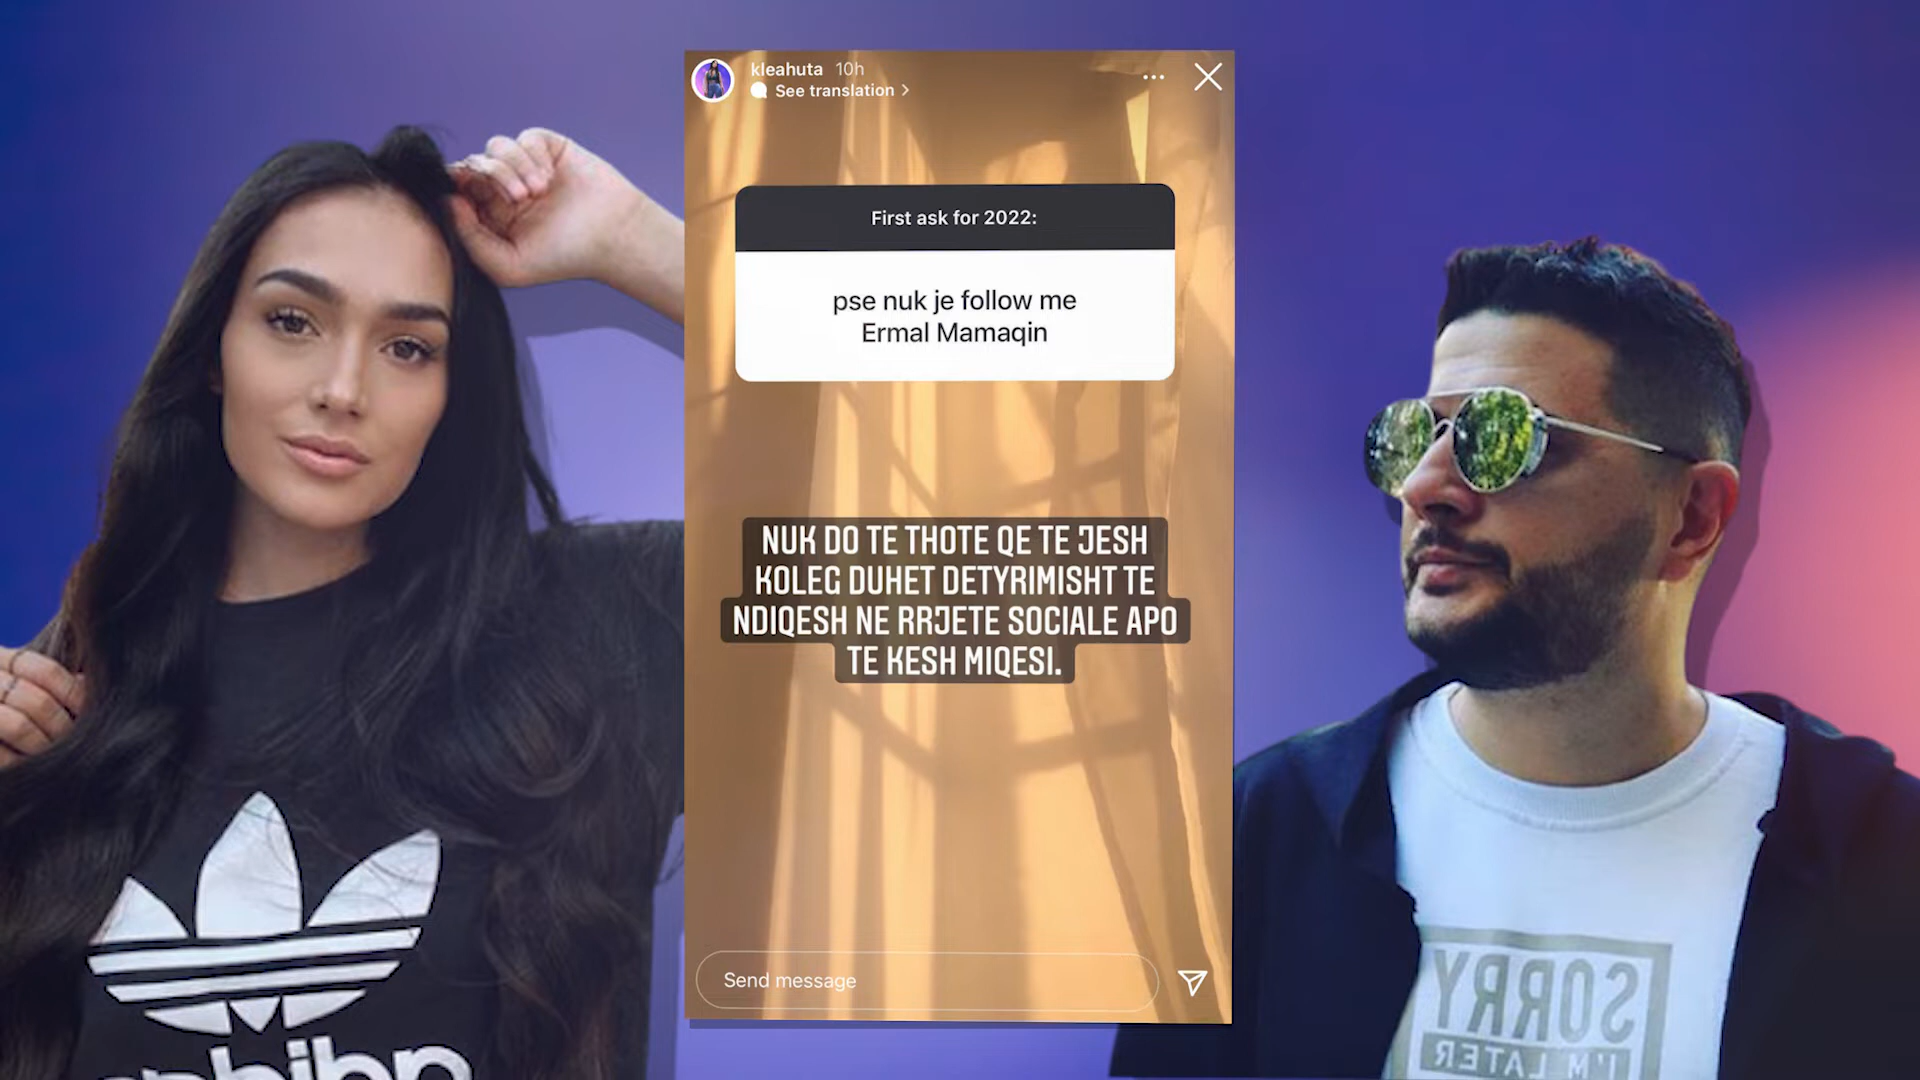 kleahuta 10h
See translation
First ask for 2022:
pse nuk je follow me
Ermal Mamaqin
NUK DO TE THOTE QE TE JESH
KOLEG DUHET DETYRIMISHT TE
NDIQESH NE RRJETE SOCIALE APO
TE KESH MIQESI.
Send message
SORRY
I'M LATER